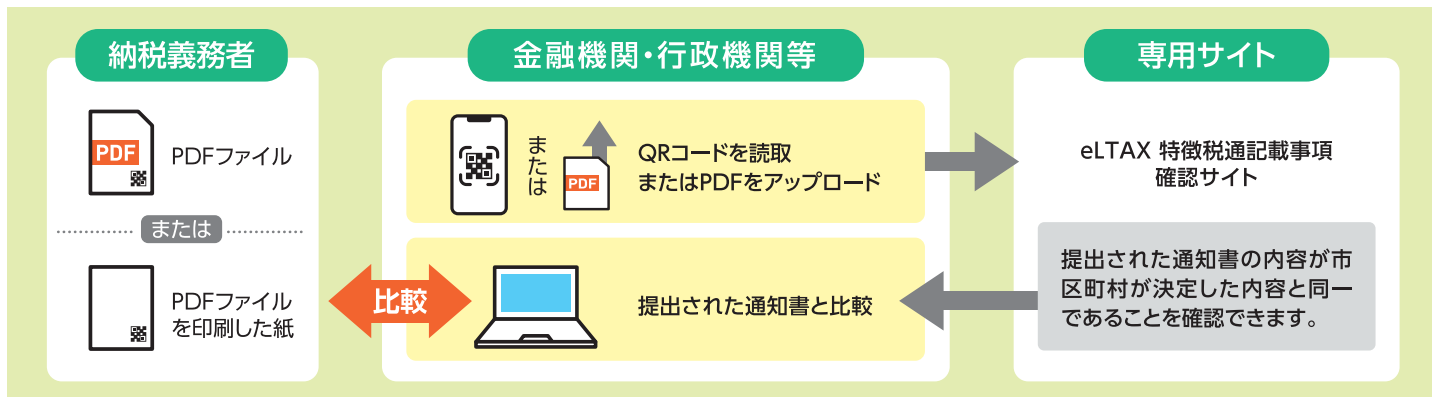 納税義務者
PDF
PDFファイル
または
PDFファイル
を印刷した紙
比較
金融機関・行政機関等
または
PDF
QRコードを読取
またはPDFをアップロード
提出された通知書と比較
専用サイト
eLTAX 特徴税通記載事項
確認サイト
提出された通知書の内容が市
区町村が決定した内容と同一
であることを確認できます。